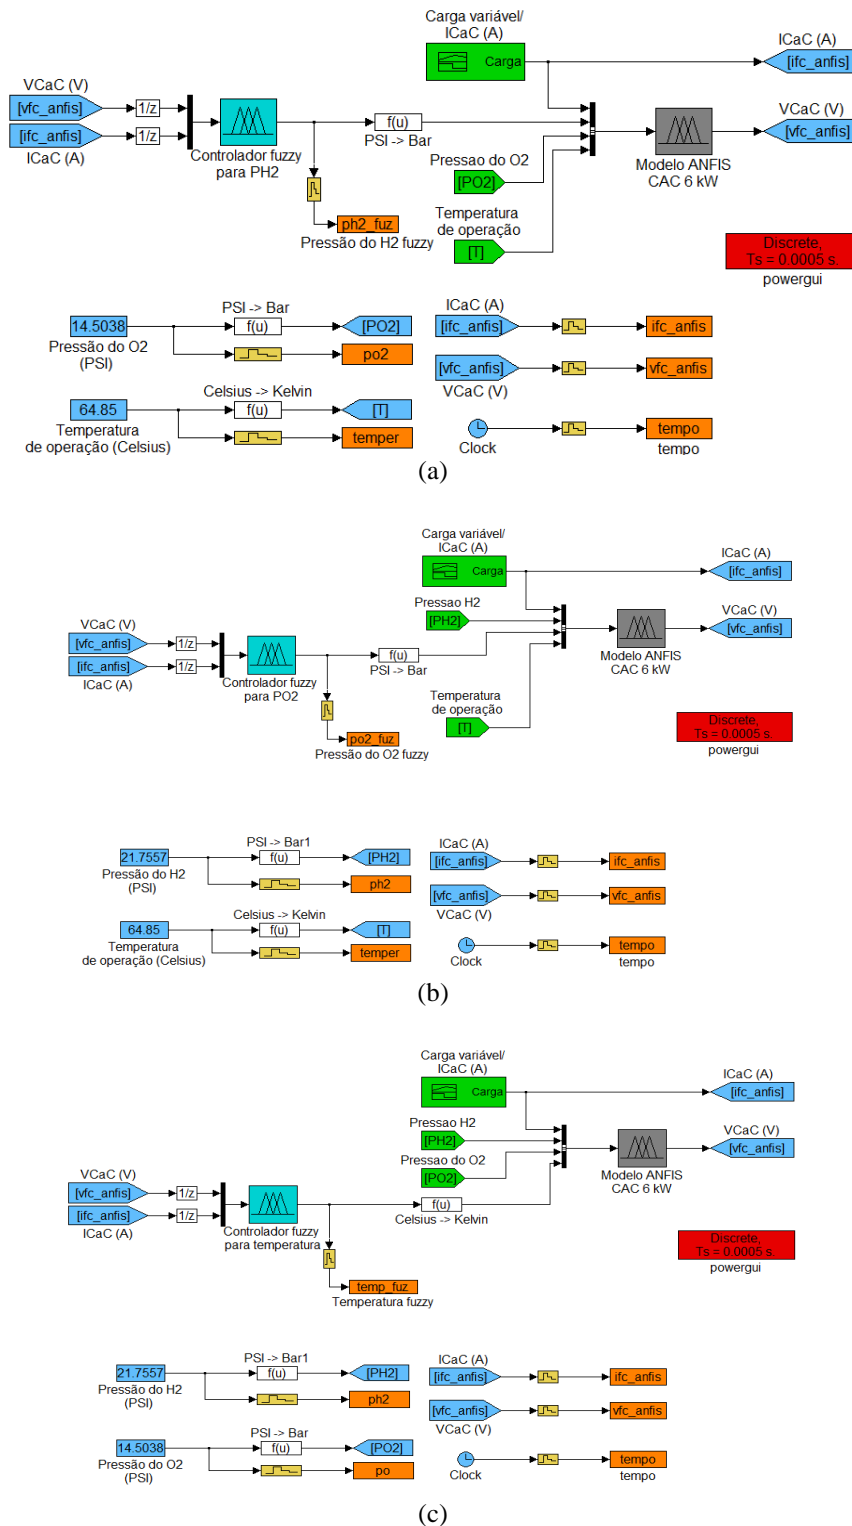 Carga variável/
ICaC (A)
Carga
ICaC (A)
[ifc_anfis]
VCaC (V)
[vfc_anfis]
1/z
[ifc_anfis]
1/z
ICaC (A)
Controlador fuzzy
para PH2
f(u)
PSI -> Bar
Pressao do O2
[PO2]
Temperatura
de operação
[T]
Modelo ANFIS
CAC 6 kW
VCaC (V)
[vfc_anfis]
ph2_fuz
Pressão do H2 fuzzy
Discrete,
Ts = 0.0005 s.
powergui
14.5038
Pressão do O2
(PSI)
PSI -> Bar
f(u)
[PO2]
po2
64.85
Temperatura
de operação (Celsius)
Celsius -> Kelvin
f(u)
[T]
temper
ICaC (A)
[ifc_anfis]
ifc_anfis
[vfc_anfis]
vfc_anfis
VCaC (V)
Clock
tempo
tempo
(a)
Carga variável/
ICaC (A)
Carga
ICaC (A)
[ifc_anfis]
Pressao H2
[PH2]
VCaC (V)
[vfc_anfis]
1/z
[ifc_anfis]
1/z
ICaC (A)
Controlador fuzzy
para PO2
f(u)
PSI -> Bar
Temperatura
de operação
[T]
Modelo ANFIS
CAC 6 kW
VCaC (V)
[vfc_anfis]
po2_fuz
Pressão do O2 fuzzy
Discrete,
Ts = 0.0005 s.
powergui
21.7557
Pressão do H2
(PSI)
PSI -> Bar1
f(u)
[PH2]
ph2
64.85
Temperatura
de operação (Celsius)
Celsius -> Kelvin
f(u)
[T]
temper
ICaC (A)
[ifc_anfis]
ifc_anfis
[vfc_anfis]
vfc_anfis
VCaC (V)
Clock
tempo
tempo
(b)
Carga variável/
ICaC (A)
Carga
ICaC (A)
[ifc_anfis]
Pressao H2
[PH2]
Pressao do O2
[PO2]
VCaC (V)
[vfc_anfis]
1/z
[ifc_anfis]
1/z
ICaC (A)
Controlador fuzzy
para temperatura
f(u)
Celsius -> Kelvin
Modelo ANFIS
CAC 6 kW
VCaC (V)
[vfc_anfis]
temp_fuz
Temperatura fuzzy
Discrete,
Ts = 0.0005 s.
powergui
21.7557
Pressão do H2
(PSI)
PSI -> Bar1
f(u)
[PH2]
ph2
14.5038
Pressão do O2
(PSI)
PSI -> Bar
f(u)
[PO2]
po
ICaC (A)
[ifc_anfis]
ifc_anfis
[vfc_anfis]
vfc_anfis
VCaC (V)
Clock
tempo
tempo
(c)